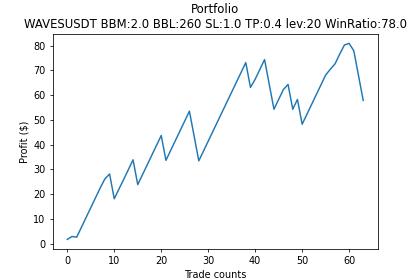 Portfolio
WAVESUSDT BBM:2.0 BBL:260 SL:1.0 TP:0.4 lev:20 WinRatio:78.0
80
70
60
50
40
30
20
10
0
Profit ($)
0 10 20 30 40 50 60
Trade counts